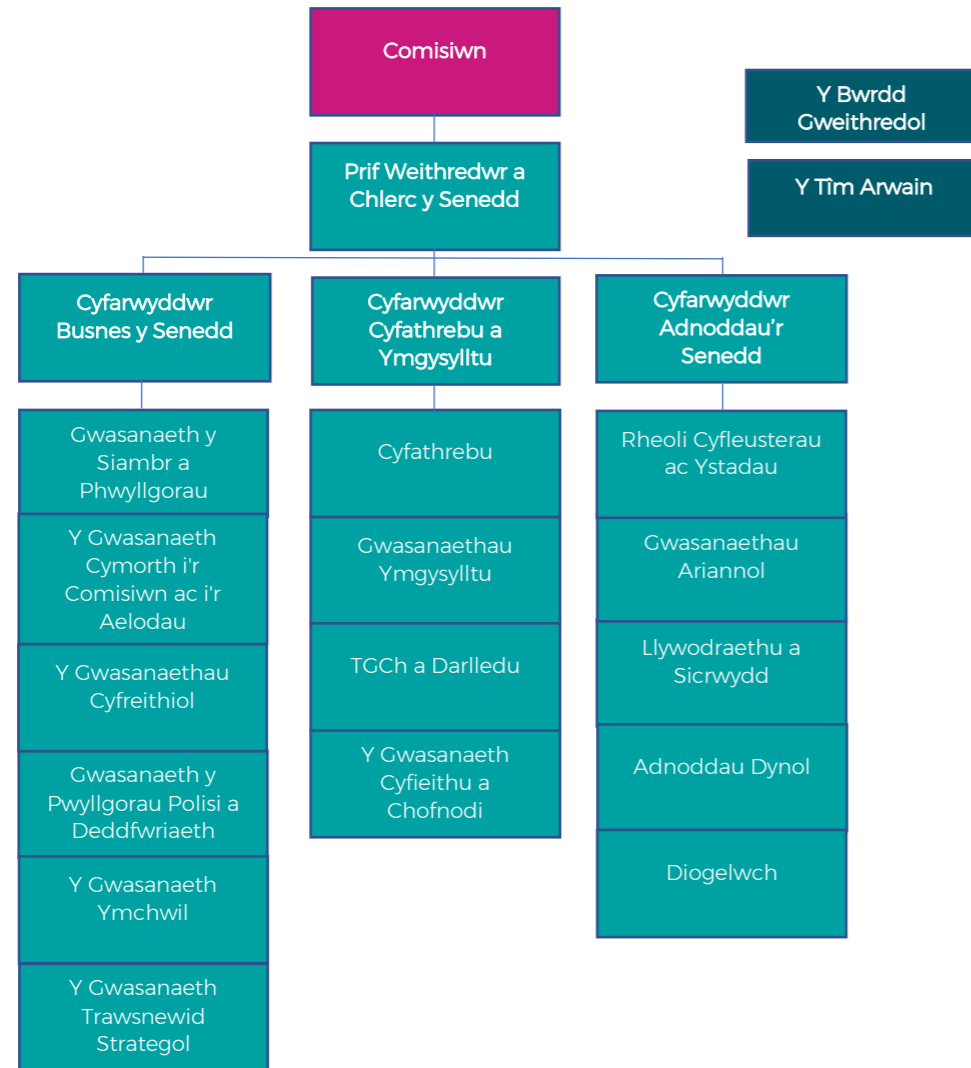 Comisiwn
Y Bwrdd
Gweithredol
Prif Weithredwr a
Chlerc y Senedd
Y Tîm Arwain
Cyfarwyddwr
Busnes y Senedd
Cyfarwyddwr
Cyfathrebu a
Ymgysylltu
Cyfarwyddwr
Adnoddau’r
Senedd
Gwasanaeth y
Siambr a
Phwyllgorau
Y Gwasanaeth
Cymorth i'r
Comisiwn ac i'r
Aelodau
Y Gwasanaethau
Cyfreithiol
Gwasanaeth y
Pwyllgorau Polisi a
Deddfwriaeth
Y Gwasanaeth
Ymchwil
Y Gwasanaeth
Trawsnewid
Strategol
Cyfathrebu
Gwasanaethau
Ymgysylltu
TGCh a Darlledu
Y Gwasanaeth
Cyfieithu a
Chofnodi
Rheoli Cyfleusterau
ac Ystadau
Gwasanaethau
Ariannol
Llywodraethu a
Sicrwydd
Adnoddau Dynol
Diogelwch